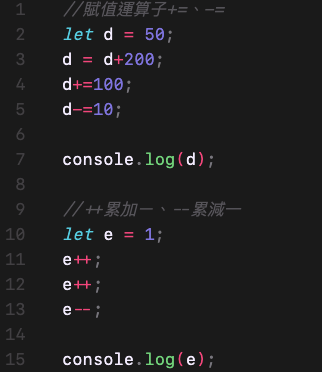 1 //賦值運算子+=、-=
2 let d = 50;
3 d = d+200;
4 d+=100;
5 d-=10;
6
7 console.log(d);
8
9 //++累加一、--累減一
10 let e = 1;
11 e++;
12 e++;
13 e--;
14
15 console.log(e);